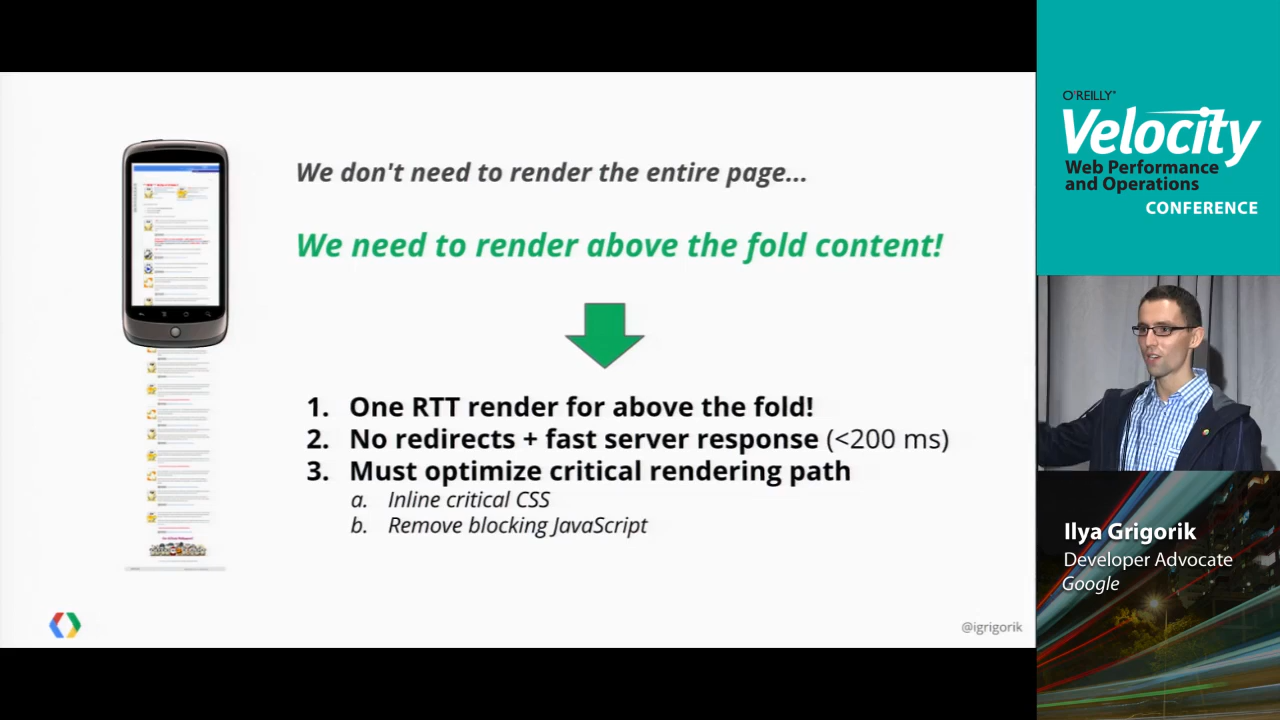 We don't need to render the entire page...
We need to render above the fold content!
1. One RTT render for above the fold!
2. No redirects + fast server response (<200 ms)
3. Must optimize critical rendering path
a. Inline critical CSS
b. Remove blocking JavaScript
@igrigorik
O'REILLY®
Velocity
Web Performance
and Operations
CONFERENCE
Ilya Grigorik
Developer Advocate
Google